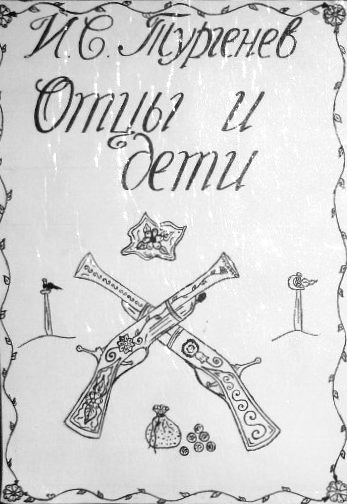 И. С. Тургенев
Отцы и
дети